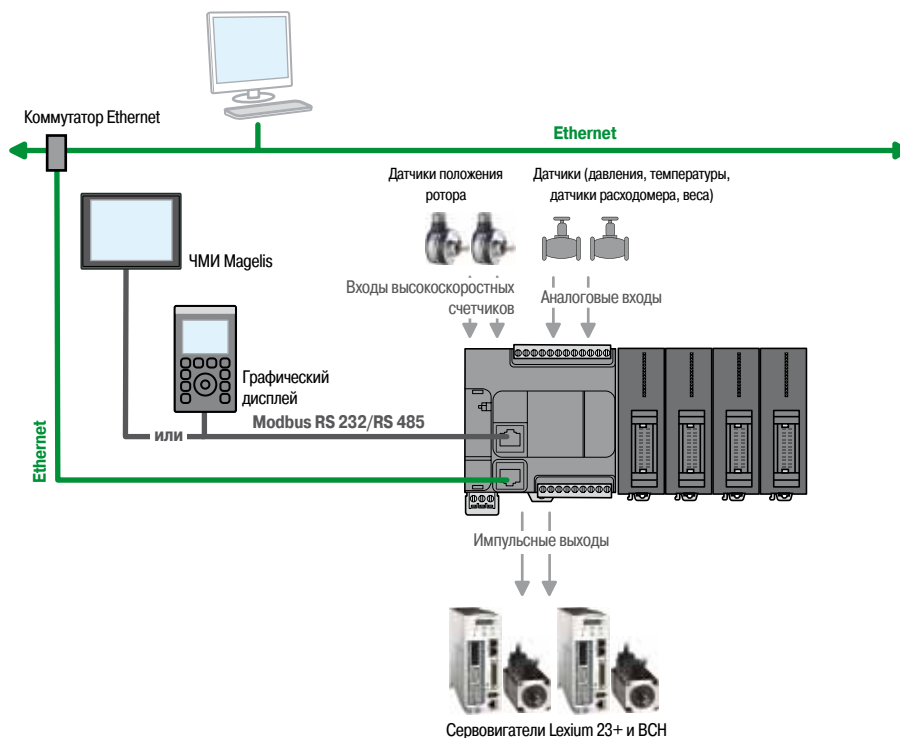 Коммутатор Ethernet
Ethernet
Датчики положения
ротора
Датчики (давления, температуры,
датчики расходомера, веса)
ЧМИ Magelis
Входы высокоскоростных
счетчиков
Аналоговые входы
Графический
дисплей
или
Modbus RS 232/RS 485
Ethernet
Импульсные выходы
Сервовигатели Lexium 23+ и BCH